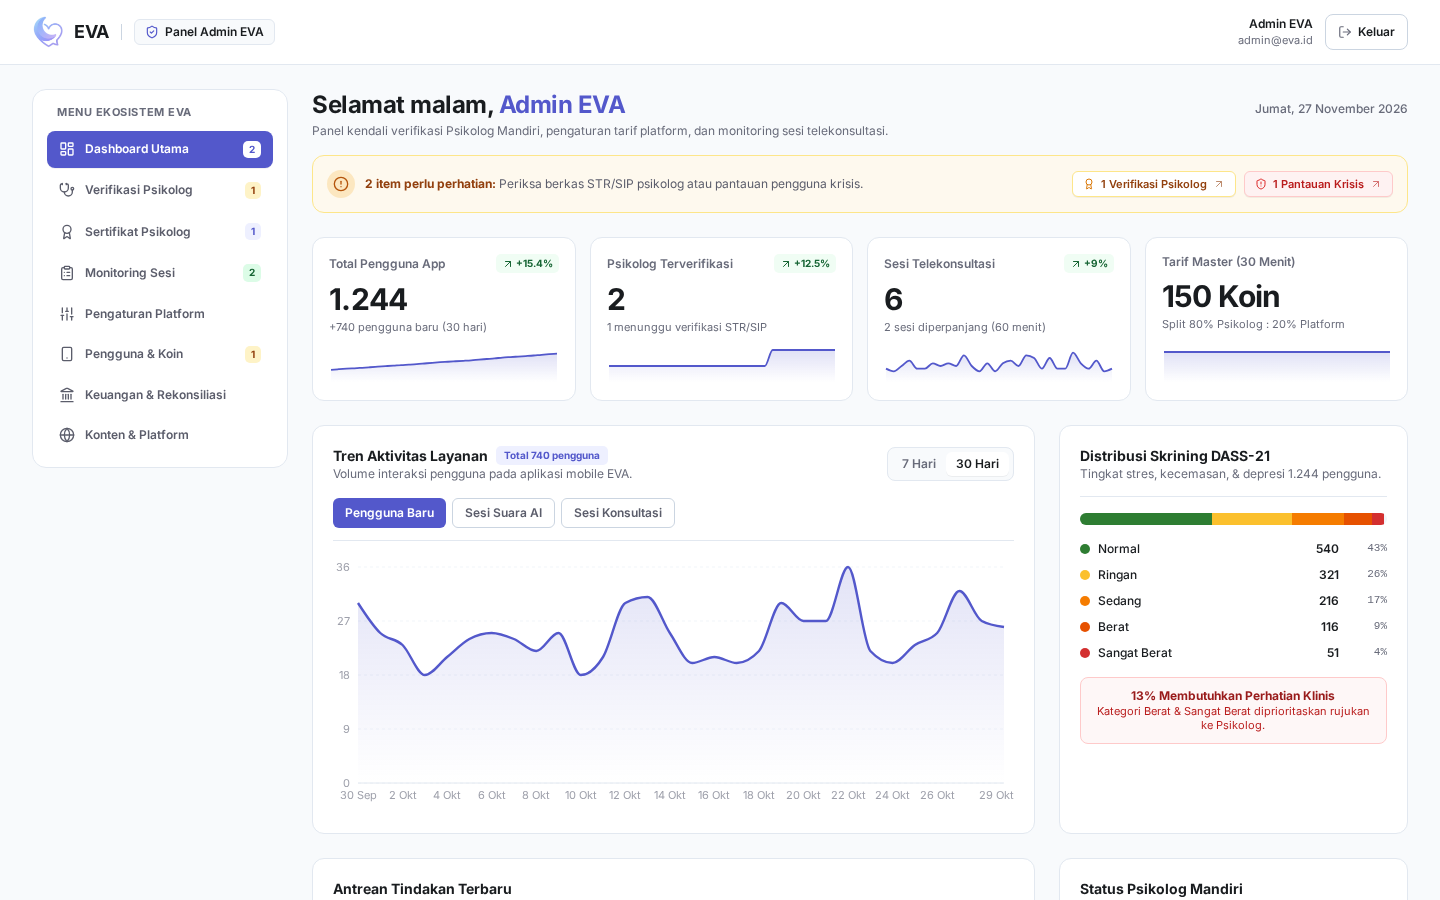 EVA
Panel Admin EVA
Admin EVA
admin@eva.id
Keluar
MENU EKOSISTEM EVA
Dashboard Utama 2
Verifikasi Psikolog 1
Sertifikat Psikolog 1
Monitoring Sesi 2
Pengaturan Platform
Pengguna & Koin 1
Keuangan & Rekonsiliasi
Konten & Platform
Selamat malam, Admin EVA
Panel kendali verifikasi Psikolog Mandiri, pengaturan tarif platform, dan monitoring sesi telekonsultasi.
Jumat, 27 November 2026
2 item perlu perhatian: Periksa berkas STR/SIP psikolog atau pantauan pengguna krisis.
1 Verifikasi Psikolog
1 Pantauan Krisis
Total Pengguna App +15.4%
1.244
+740 pengguna baru (30 hari)
Psikolog Terverifikasi +12.5%
2
1 menunggu verifikasi STR/SIP
Sesi Telekonsultasi +9%
6
2 sesi diperpanjang (60 menit)
Tarif Master (30 Menit)
150 Koin
Split 80% Psikolog : 20% Platform
Tren Aktivitas Layanan Total 740 pengguna
Volume interaksi pengguna pada aplikasi mobile EVA.
7 Hari 30 Hari
Pengguna Baru Sesi Suara AI Sesi Konsultasi
36
27
18
9
0
30 Sep 2 Okt 4 Okt 6 Okt 8 Okt 10 Okt 12 Okt 14 Okt 16 Okt 18 Okt 20 Okt 22 Okt 24 Okt 26 Okt 29 Okt
Distribusi Skrining DASS-21
Tingkat stres, kecemasan, & depresi 1.244 pengguna.
Normal 540 43%
Ringan 321 26%
Sedang 216 17%
Berat 116 9%
Sangat Berat 51 4%
13% Membutuhkan Perhatian Klinis
Kategori Berat & Sangat Berat diprioritaskan rujukan
ke Psikolog.
Antrean Tindakan Terbaru
Status Psikolog Mandiri